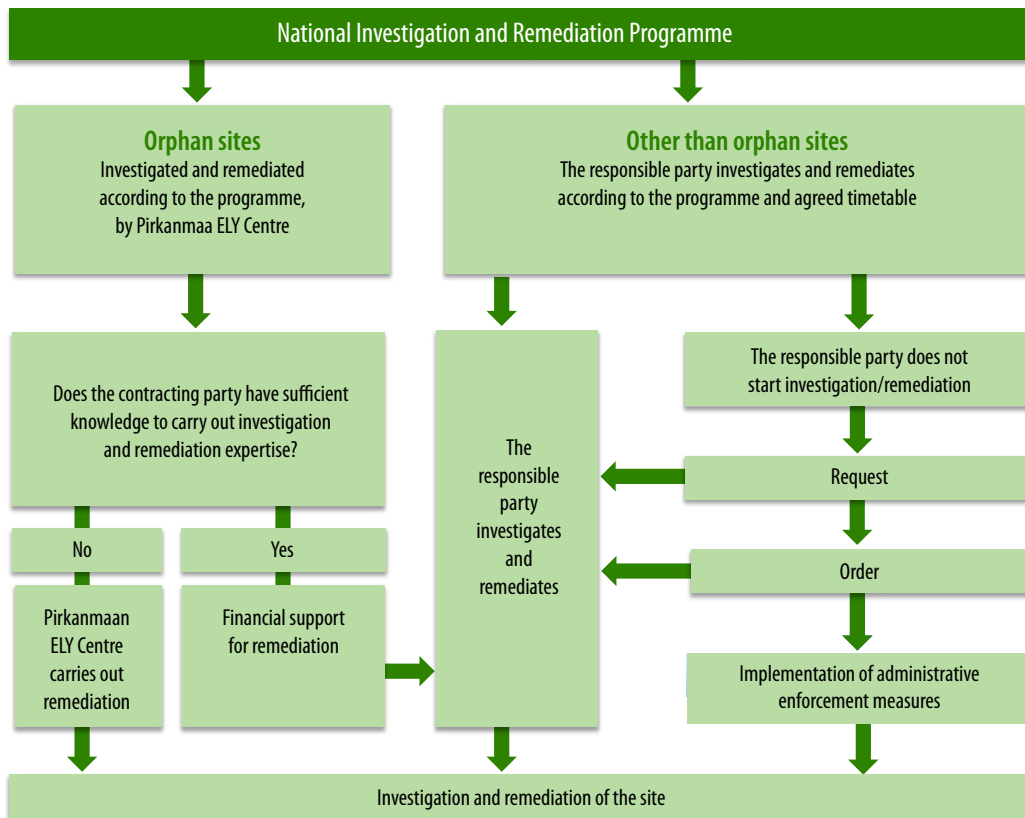 National Investigation and Remediation Programme
Orphan sites
Investigated and remediated
according to the programme,
by Pirkanmaa ELY Centre
Other than orphan sites
The responsible party investigates and remediates
according to the programme and agreed timetable
Does the contracting party have sufficient
knowledge to carry out investigation
and remediation expertise?
No
Yes
Pirkanmaan
ELY Centre
carries out
remediation
Financial support
for remediation
The
responsible
party
investigates
and
remediates
The responsible party does not
start investigation/remediation
Request
Order
Implementation of administrative
enforcement measures
Investigation and remediation of the site